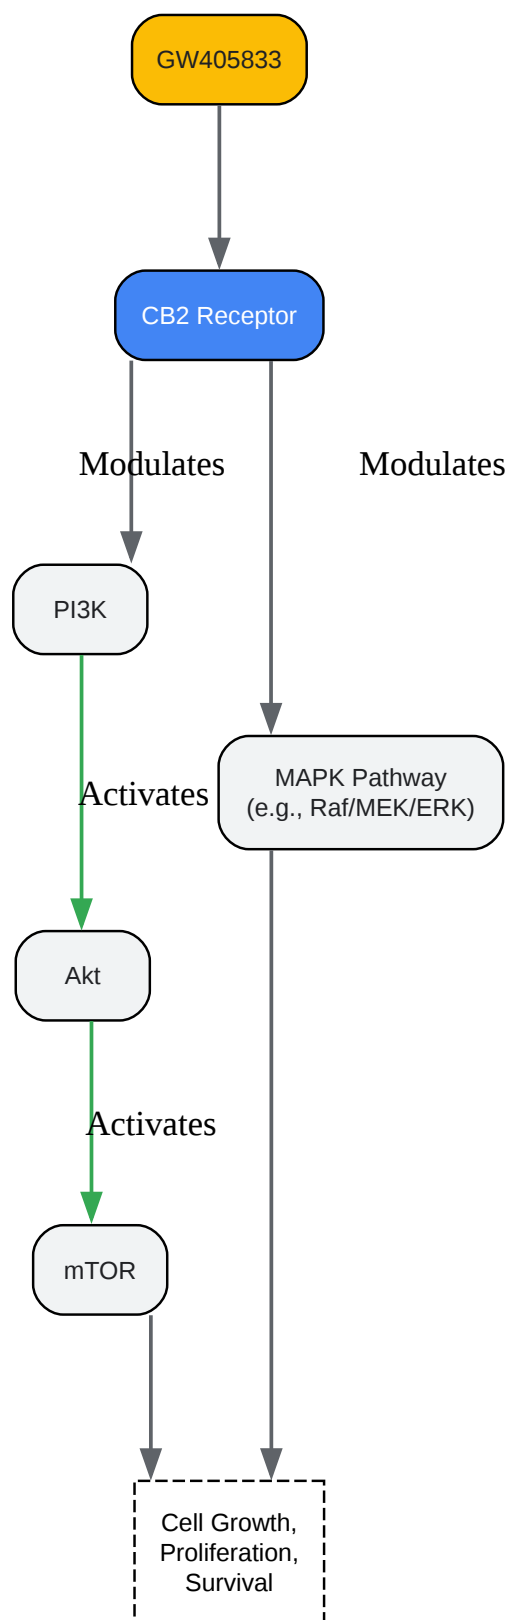 GW405833
CB2 Receptor
Modulates
Modulates
PI3K
MAPK Pathway
(e.g., Raf/MEK/ERK)
Activates
Akt
Activates
mTOR
Cell Growth,
Proliferation,
Survival